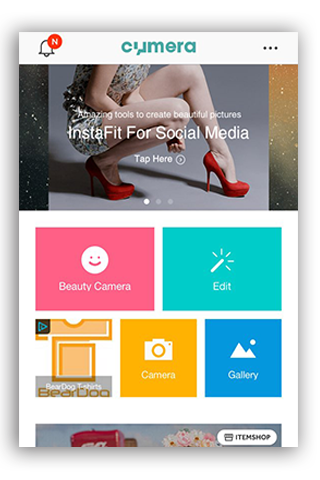 N
cymera
Amazing tools to create beautiful pictures
InstaFit For Social Media
Tap Here
Beauty Camera
Edit
BearDog T-shirts
BearDog
Camera
Gallery
ITEMSHOP